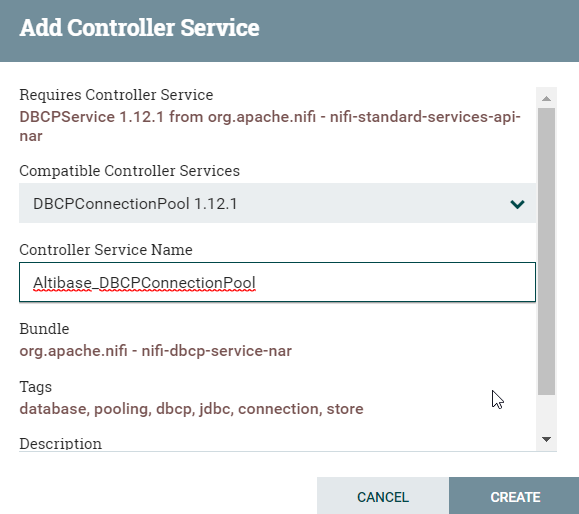 Add Controller Service
Requires Controller Service
DBCPService 1.12.1 from org.apache.nifi - nifi-standard-services-api-
nar
Compatible Controller Services
DBCPConnectionPool 1.12.1
Controller Service Name
Altibase_DBCPConnectionPool
Bundle
org.apache.nifi - nifi-dbcp-service-nar
Tags
database, pooling, dbcp, jdbc, connection, store
Description
CANCEL
CREATE